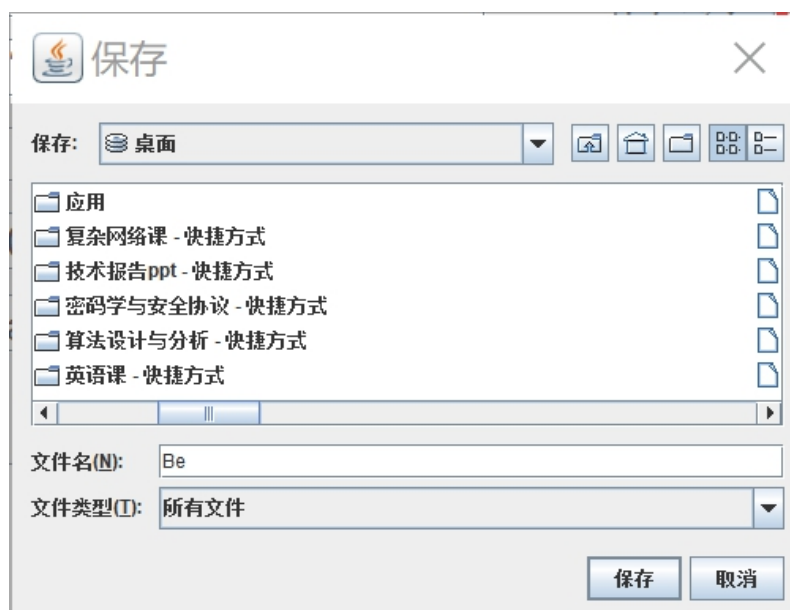 保存
保存: 桌面
应用
复杂网络课 - 快捷方式
技术报告ppt - 快捷方式
密码学与安全协议 - 快捷方式
算法设计与分析 - 快捷方式
英语课 - 快捷方式
文件名(N): Be
文件类型(T): 所有文件
保存 取消